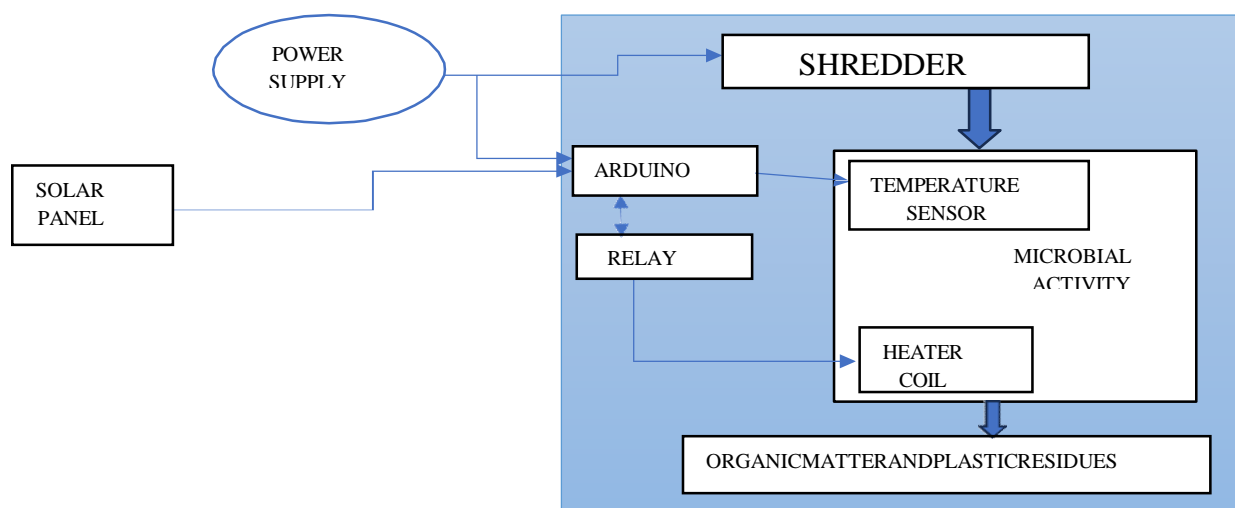 POWER
SUPPLY
SHREDDER
SOLAR
PANEL
ARDUINO
TEMPERATURE
SENSOR
RELAY
MICROBIAL
ACTIVITY
HEATER
COIL
ORGANICMATTERANDPLASTICRESIDUES